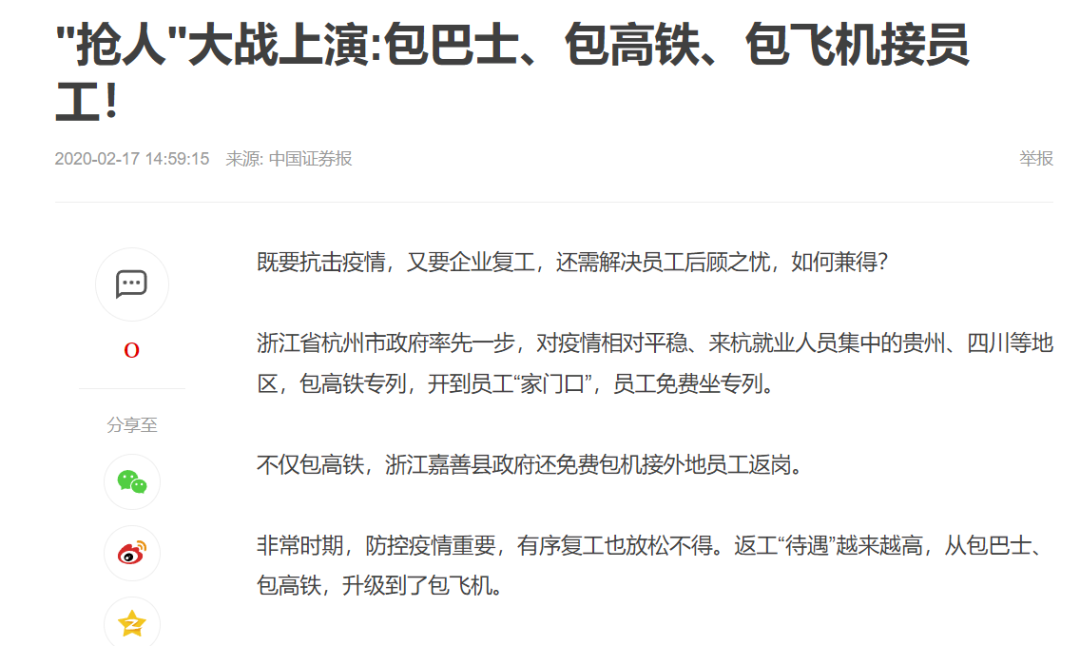 "抢人"大战上演:包巴士、包高铁、包飞机接员
工！
2020-02-17 14:59:15 来源: 中国证券报
举报
既要抗击疫情，又要企业复工，还需解决员工后顾之忧，如何兼得？
0
浙江省杭州市政府率先一步，对疫情相对平稳、来杭就业人员集中的贵州、四川等地
区，包高铁专列，开到员工“家门口”，员工免费坐专列。
分享至
不仅包高铁，浙江嘉善县政府还免费包机接外地员工返岗。
非常时期，防控疫情重要，有序复工也放松不得。返工“待遇”越来越高，从包巴士、
包高铁，升级到了包飞机。